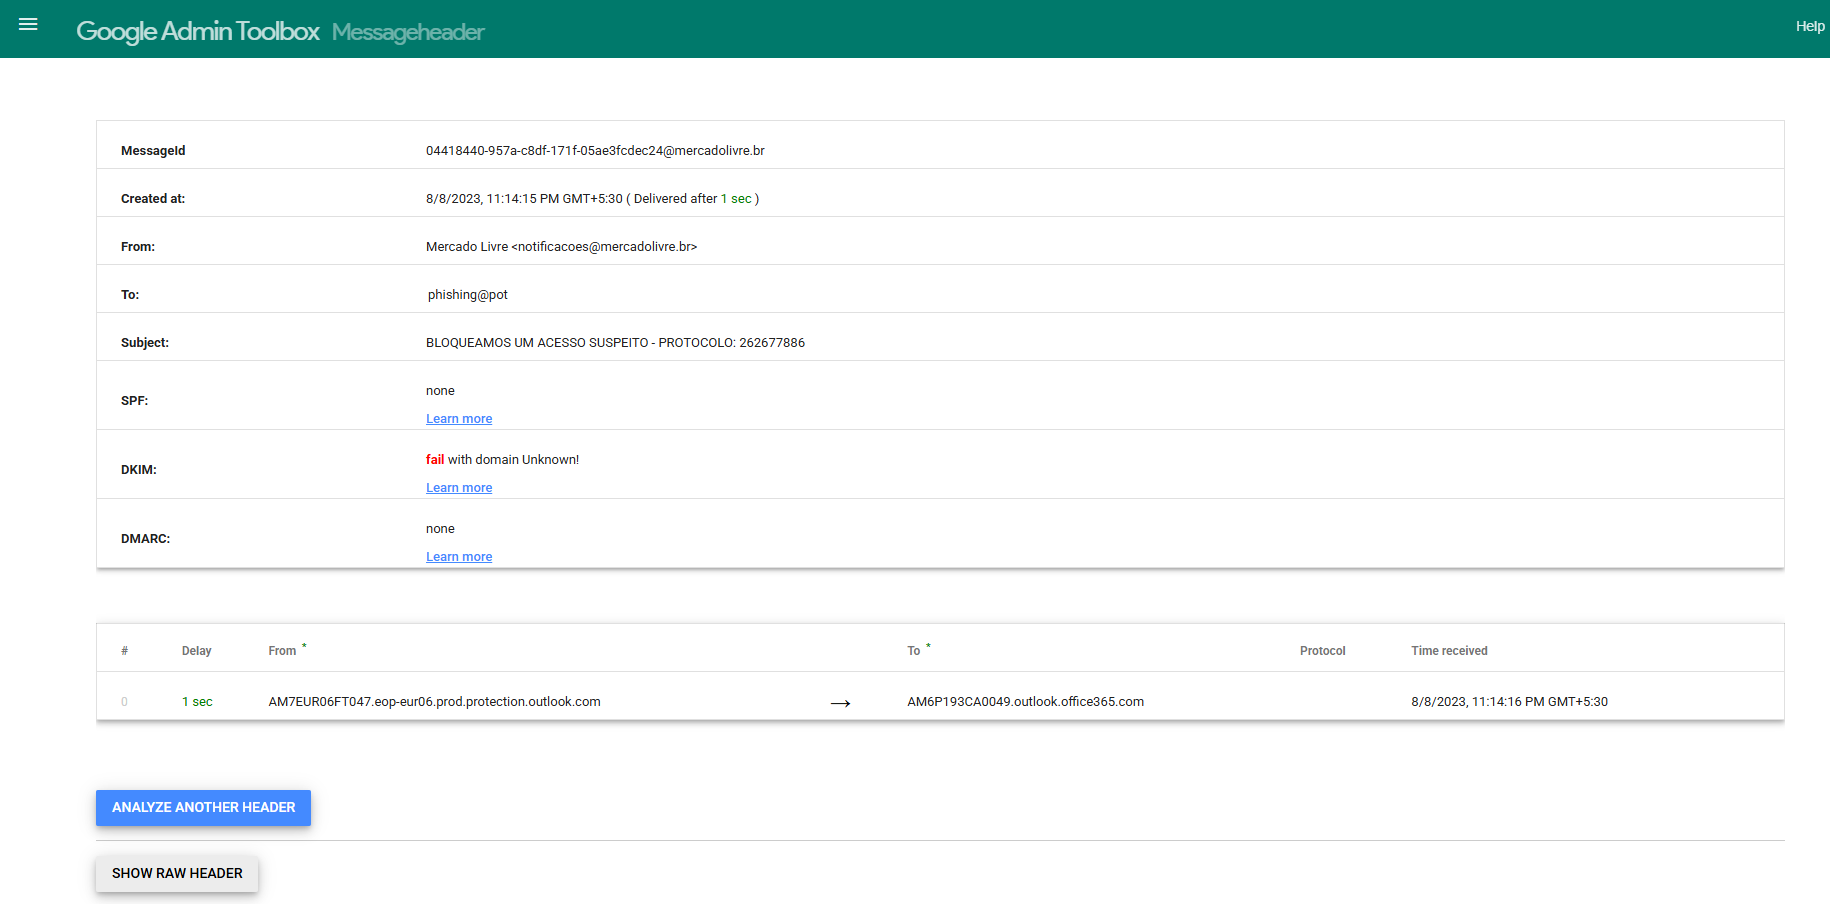 Google Admin Toolbox Messageheader
Help
MessageId 04418440-957a-c8df-171f-05ae3fcdec24@mercadolivre.br
Created at: 8/8/2023, 11:14:15 PM GMT+5:30 ( Delivered after 1 sec )
From: Mercado Livre <notificacoes@mercadolivre.br>
To: phishing@pot
Subject: BLOQUEAMOS UM ACESSO SUSPEITO - PROTOCOLO: 262677886
SPF: none
Learn more
DKIM: fail with domain Unknown!
Learn more
DMARC: none
Learn more
# Delay From * To * Protocol Time received
0 1 sec AM7EUR06FT047.eop-eur06.prod.protection.outlook.com → AM6P193CA0049.outlook.office365.com 8/8/2023, 11:14:16 PM GMT+5:30
ANALYZE ANOTHER HEADER
SHOW RAW HEADER